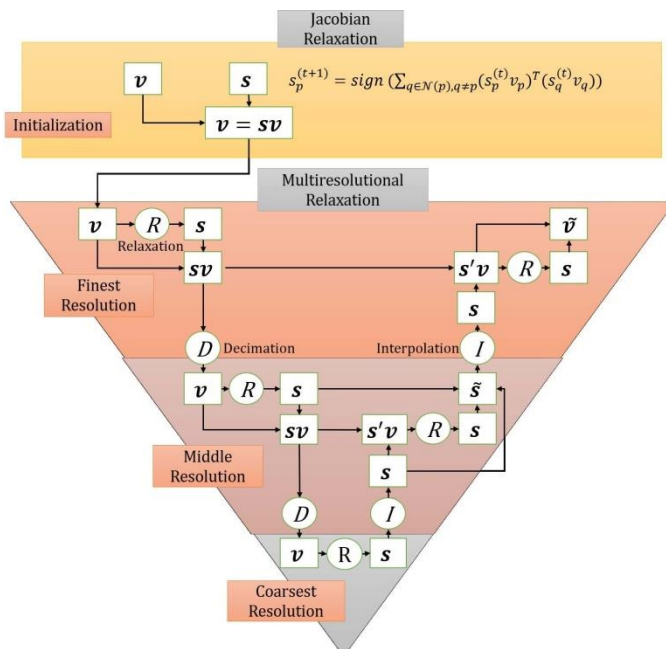 Jacobian
Relaxation
v
s
s_p^{(t+1)} = sign (∑_{q∈𝒩(p),q≠p}(s_p^{(t)}v_p)^T(s_q^{(t)}v_q))
Initialization
v = sv
Multiresolutional
Relaxation
v
R
s
ṽ
Relaxation
sv
s'v
R
s
Finest
Resolution
s
D
Decimation
Interpolation
I
v
R
s
s̃
sv
s'v
R
s
Middle
Resolution
s
D
I
v
R
s
Coarsest
Resolution